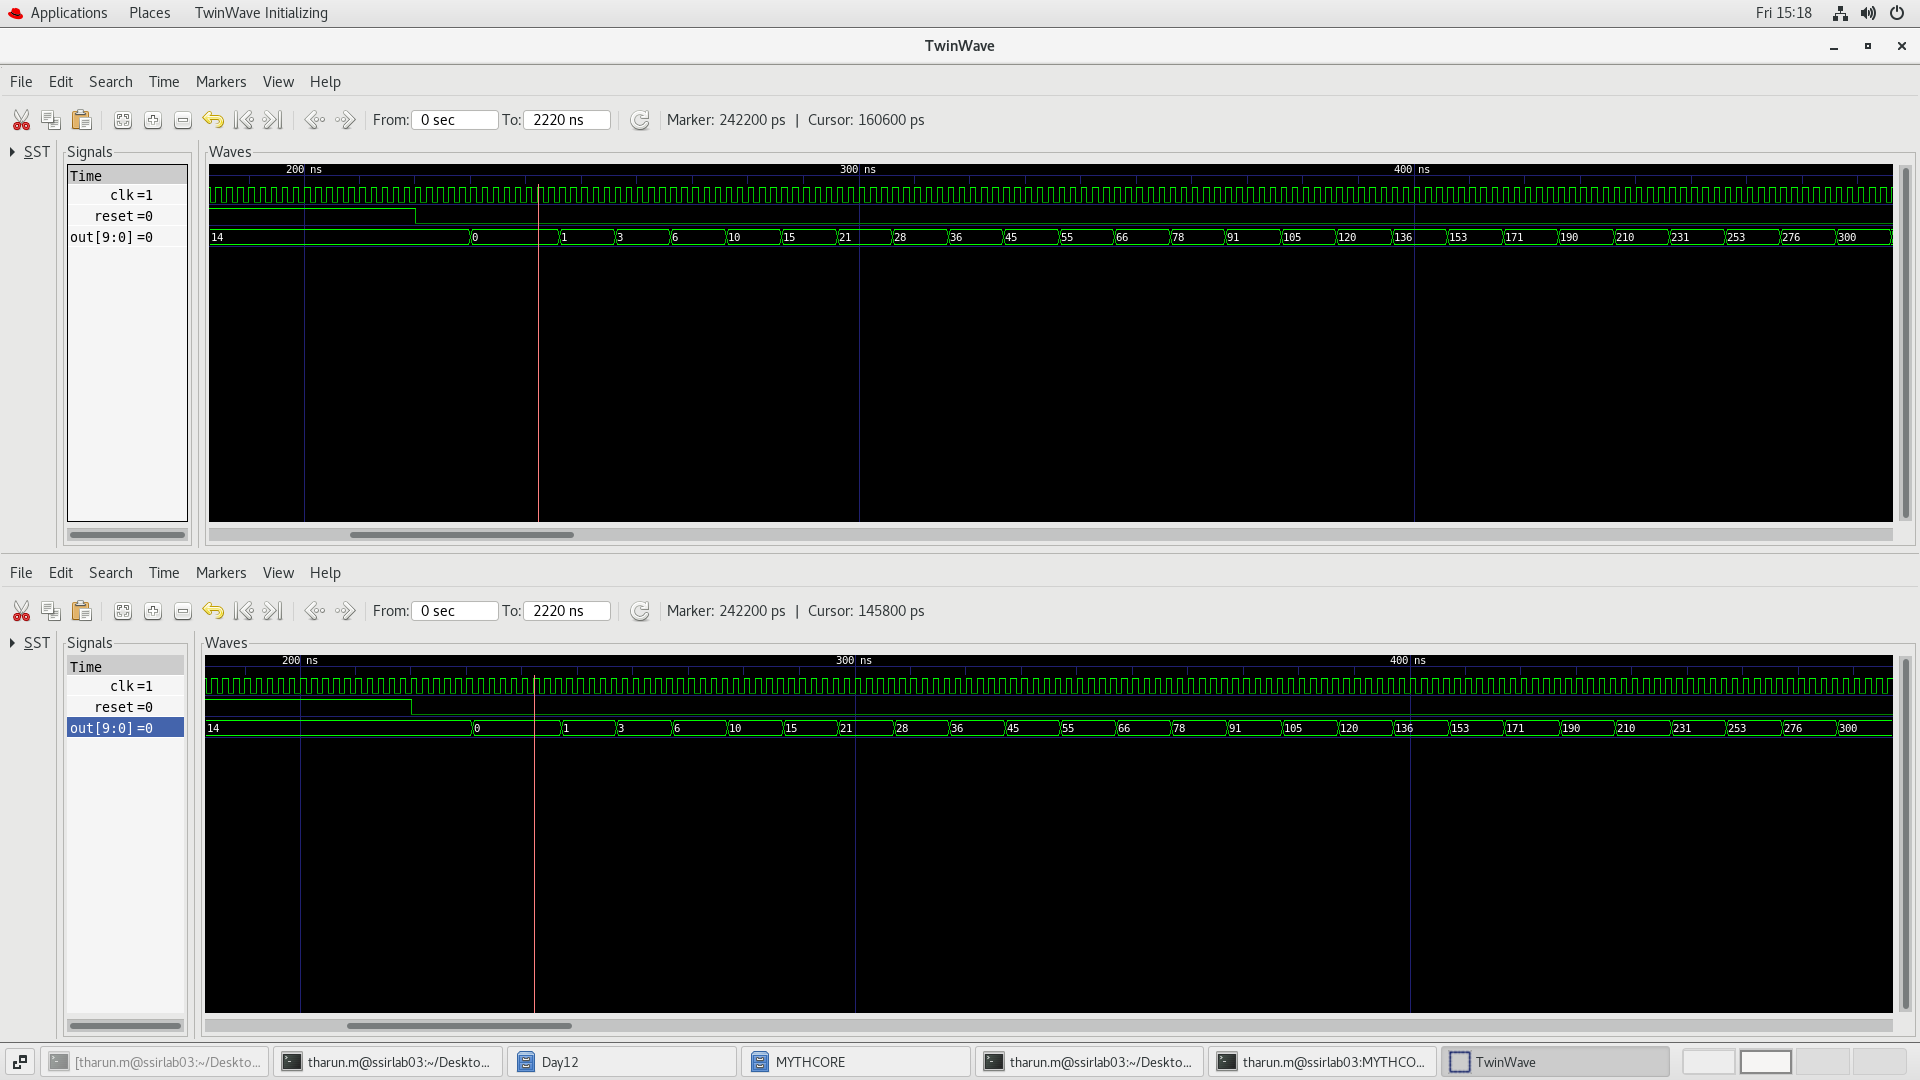 Applications Places TwinWave Initializing Fri 15:18
TwinWave
File Edit Search Time Markers View Help
From: 0 sec To: 2220 ns Marker: 242200 ps | Cursor: 160600 ps
SST Signals Waves
Time 200 ns 300 ns 400 ns
clk=1
reset=0
out[9:0]=0 14 0 1 3 6 10 15 21 28 36 45 55 66 78 91 105 120 136 153 171 190 210 231 253 276 300
File Edit Search Time Markers View Help
From: 0 sec To: 2220 ns Marker: 242200 ps | Cursor: 145800 ps
SST Signals Waves
Time 200 ns 300 ns 400 ns
clk=1
reset=0
out[9:0]=0 14 0 1 3 6 10 15 21 28 36 45 55 66 78 91 105 120 136 153 171 190 210 231 253 276 300
[tharun.m@ssirlab03:~/Deskto... tharun.m@ssirlab03:~/Deskto... Day12 MYTHCORE tharun.m@ssirlab03:~/Deskto... tharun.m@ssirlab03:MYTHCO... TwinWave